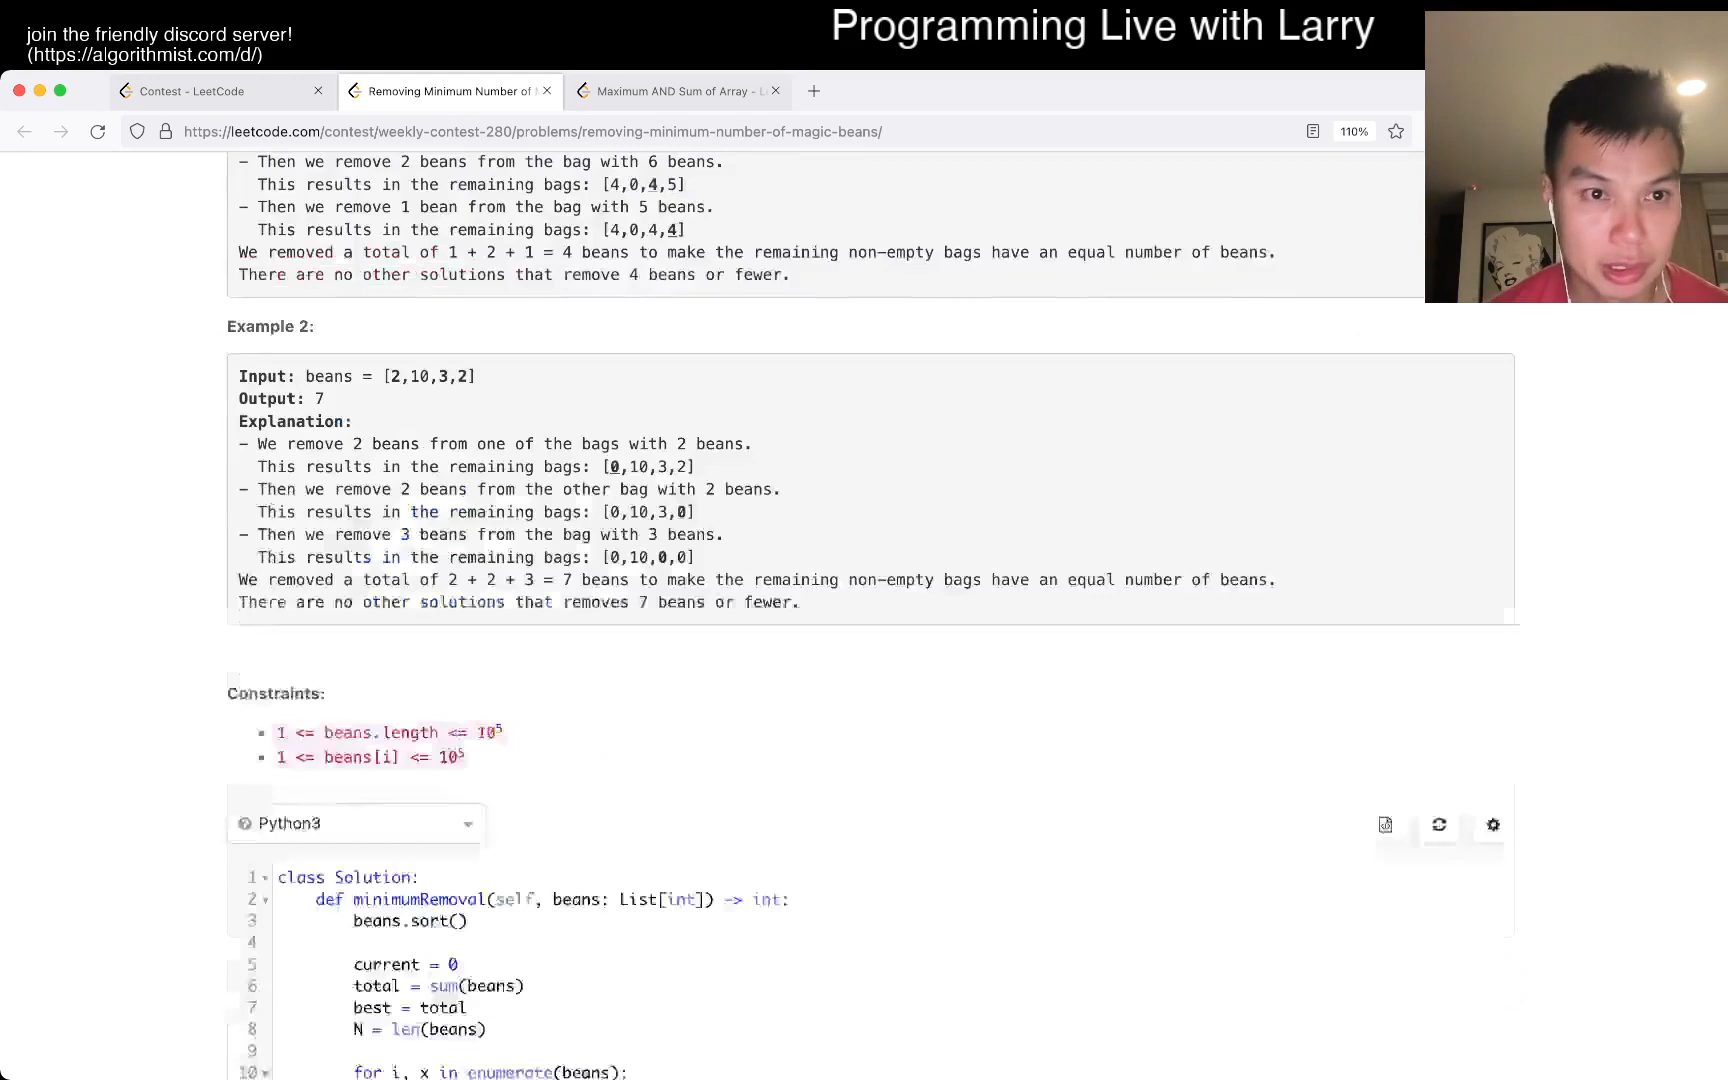 join the friendly discord server!
(https://algorithmist.com/d/)
Programming Live with Larry
Contest - LeetCode
Removing Minimum Number of
Maximum AND Sum of Array - L
https://leetcode.com/contest/weekly-contest-280/problems/removing-minimum-number-of-magic-beans/
110%
- Then we remove 2 beans from the bag with 6 beans.
This results in the remaining bags: [4,0,4,5]
- Then we remove 1 bean from the bag with 5 beans.
This results in the remaining bags: [4,0,4,4]
We removed a total of 1 + 2 + 1 = 4 beans to make the remaining non-empty bags have an equal number of beans.
There are no other solutions that remove 4 beans or fewer.
Example 2:
Input: beans = [2,10,3,2]
Output: 7
Explanation:
- We remove 2 beans from one of the bags with 2 beans.
This results in the remaining bags: [0,10,3,2]
- Then we remove 2 beans from the other bag with 2 beans.
This results in the remaining bags: [0,10,3,0]
- Then we remove 3 beans from the bag with 3 beans.
This results in the remaining bags: [0,10,0,0]
We removed a total of 2 + 2 + 3 = 7 beans to make the remaining non-empty bags have an equal number of beans.
There are no other solutions that removes 7 beans or fewer.
Constraints:
1 <= beans.length <= 10⁵
1 <= beans[i] <= 10⁵
Python3
1 class Solution:
2 def minimumRemoval(self, beans: List[int]) -> int:
3 beans.sort()
4
5 current = 0
6 total = sum(beans)
7 best = total
8 N = len(beans)
9
10 for i, x in enumerate(beans):